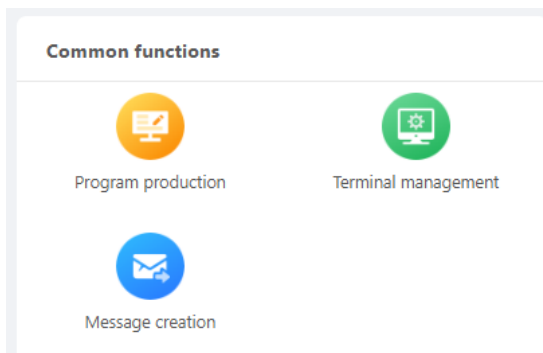 Common functions
Program production
Terminal management
Message creation